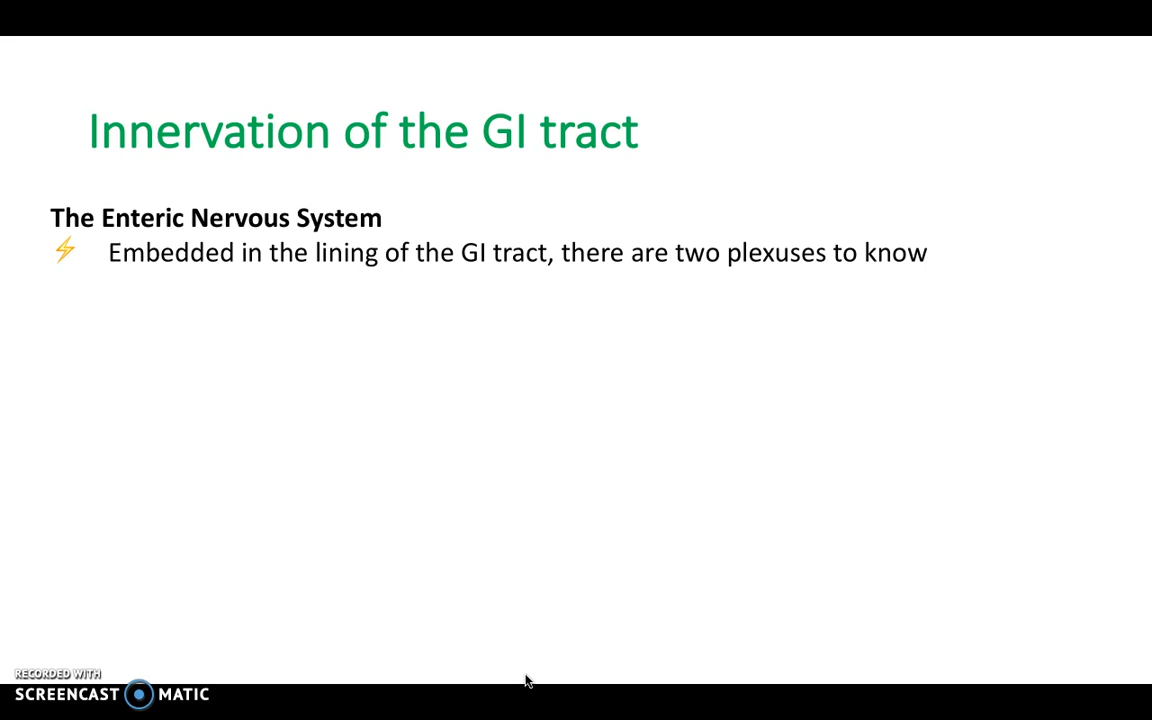 Innervation of the GI tract
The Enteric Nervous System
⚡ Embedded in the lining of the GI tract, there are two plexuses to know
RECORDED WITH
SCREENCAST MATIC